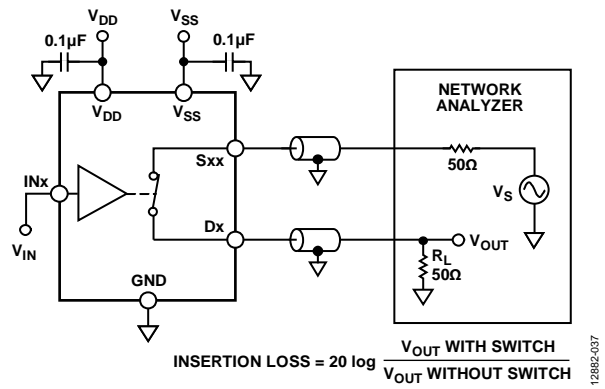 VDD
VSS
0.1µF
0.1µF
VDD
VSS
NETWORK
ANALYZER
Sxx
50Ω
VS
INx
VIN
Dx
VOUT
RL
50Ω
GND
INSERTION LOSS = 20 log VOUT WITH SWITCH
VOUT WITHOUT SWITCH
12882-037